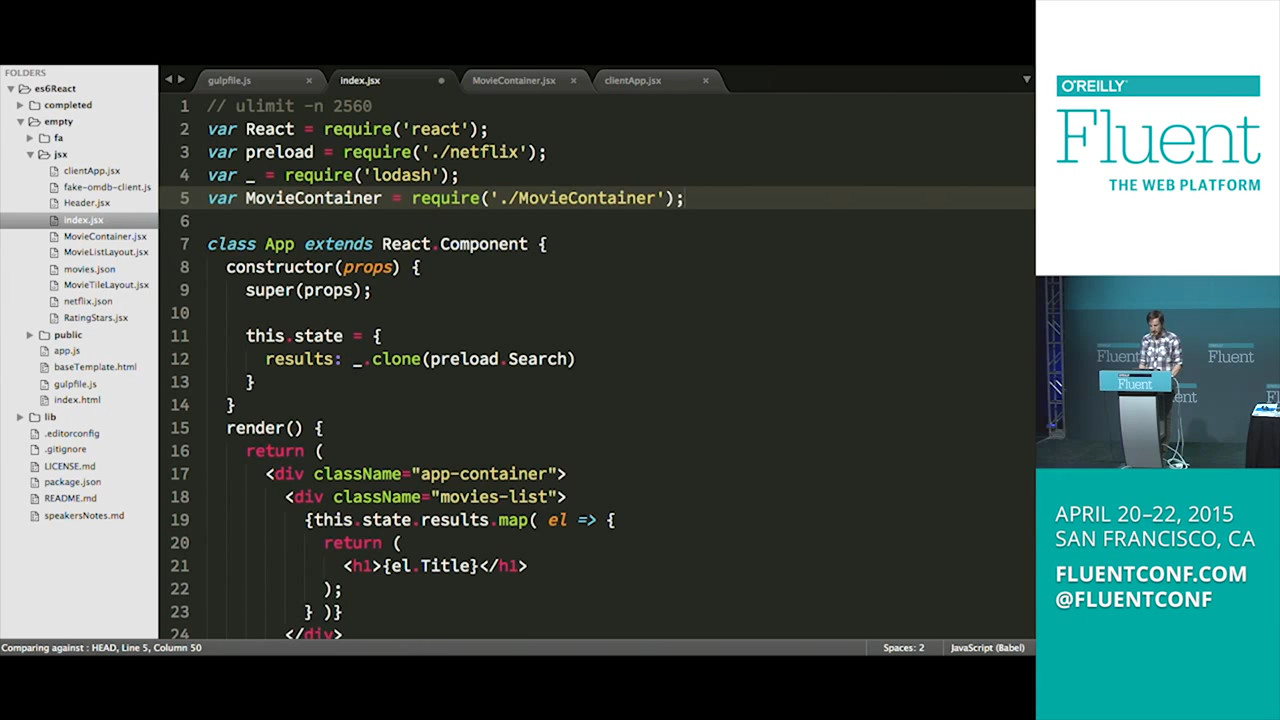 FOLDERS
es6React
completed
empty
fa
jsx
clientApp.jsx
fake-omdb-client.js
Header.jsx
index.jsx
MovieContainer.jsx
MovieListLayout.jsx
movies.json
MovieTileLayout.jsx
netflix.json
RatingStars.jsx
public
app.js
baseTemplate.html
gulpfile.js
index.html
lib
.editorconfig
.gitignore
LICENSE.md
package.json
README.md
speakersNotes.md
gulpfile.js × index.jsx MovieContainer.jsx × clientApp.jsx ×
1 // ulimit -n 2560
2 var React = require('react');
3 var preload = require('./netflix');
4 var _ = require('lodash');
5 var MovieContainer = require('./MovieContainer');
6
7 class App extends React.Component {
8 constructor(props) {
9 super(props);
10
11 this.state = {
12 results: _.clone(preload.Search)
13 }
14 }
15 render() {
16 return (
17 <div className="app-container">
18 <div className="movies-list">
19 {this.state.results.map( el => {
20 return (
21 <h1>{el.Title}</h1>
22 );
23 } )}
24 </div>
Comparing against : HEAD, Line 5, Column 50 Spaces: 2 JavaScript (Babel)
O'REILLY
Fluent
THE WEB PLATFORM
Fluent
Fluent
Fluent
APRIL 20–22, 2015
SAN FRANCISCO, CA
FLUENTCONF.COM
@FLUENTCONF